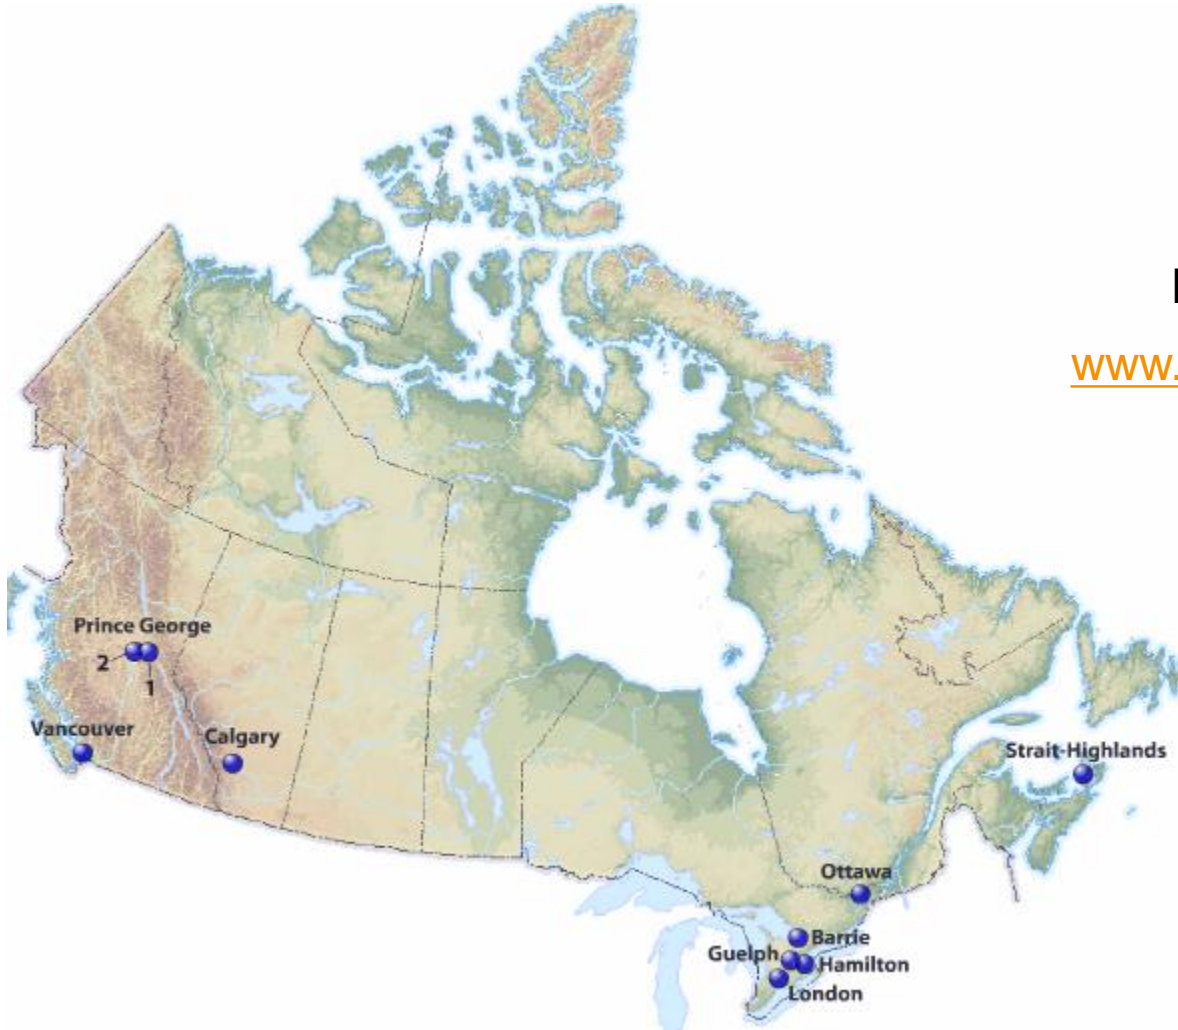 www.
Prince George
2
1
Vancouver
Calgary
Strait-Highlands
Ottawa
Barrie
Guelph
Hamilton
London